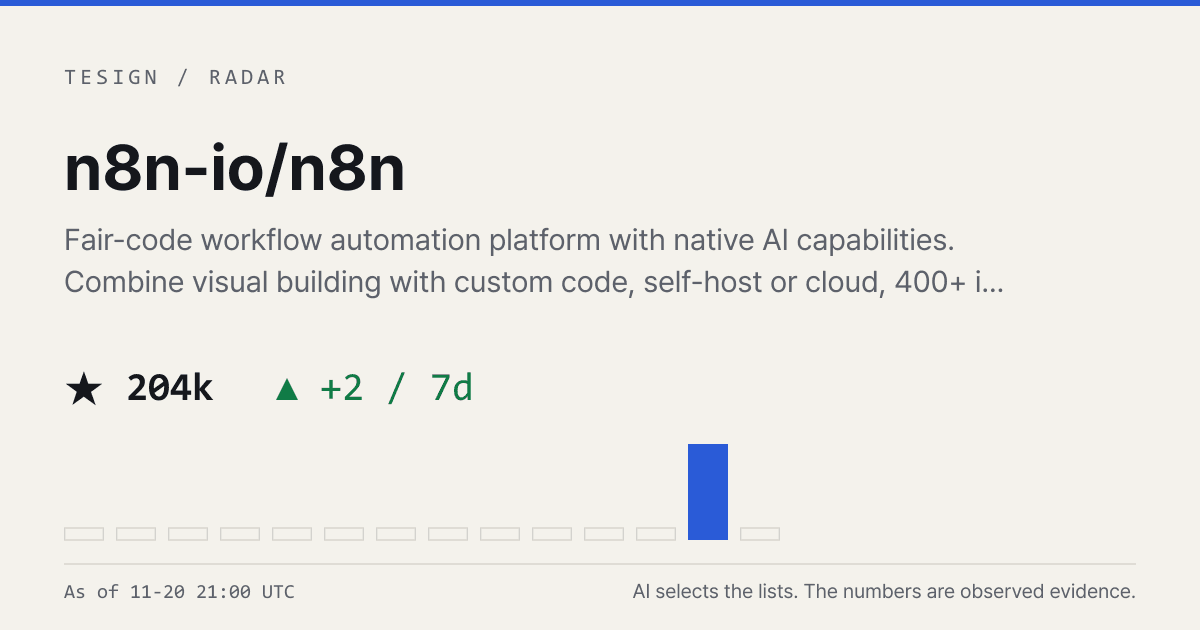 TESIGN / RADAR
n8n-io/n8n
Fair-code workflow automation platform with native AI capabilities.
Combine visual building with custom code, self-host or cloud, 400+ i…
★ 204k ▲ +2 / 7d
As of 11-20 21:00 UTC
AI selects the lists. The numbers are observed evidence.